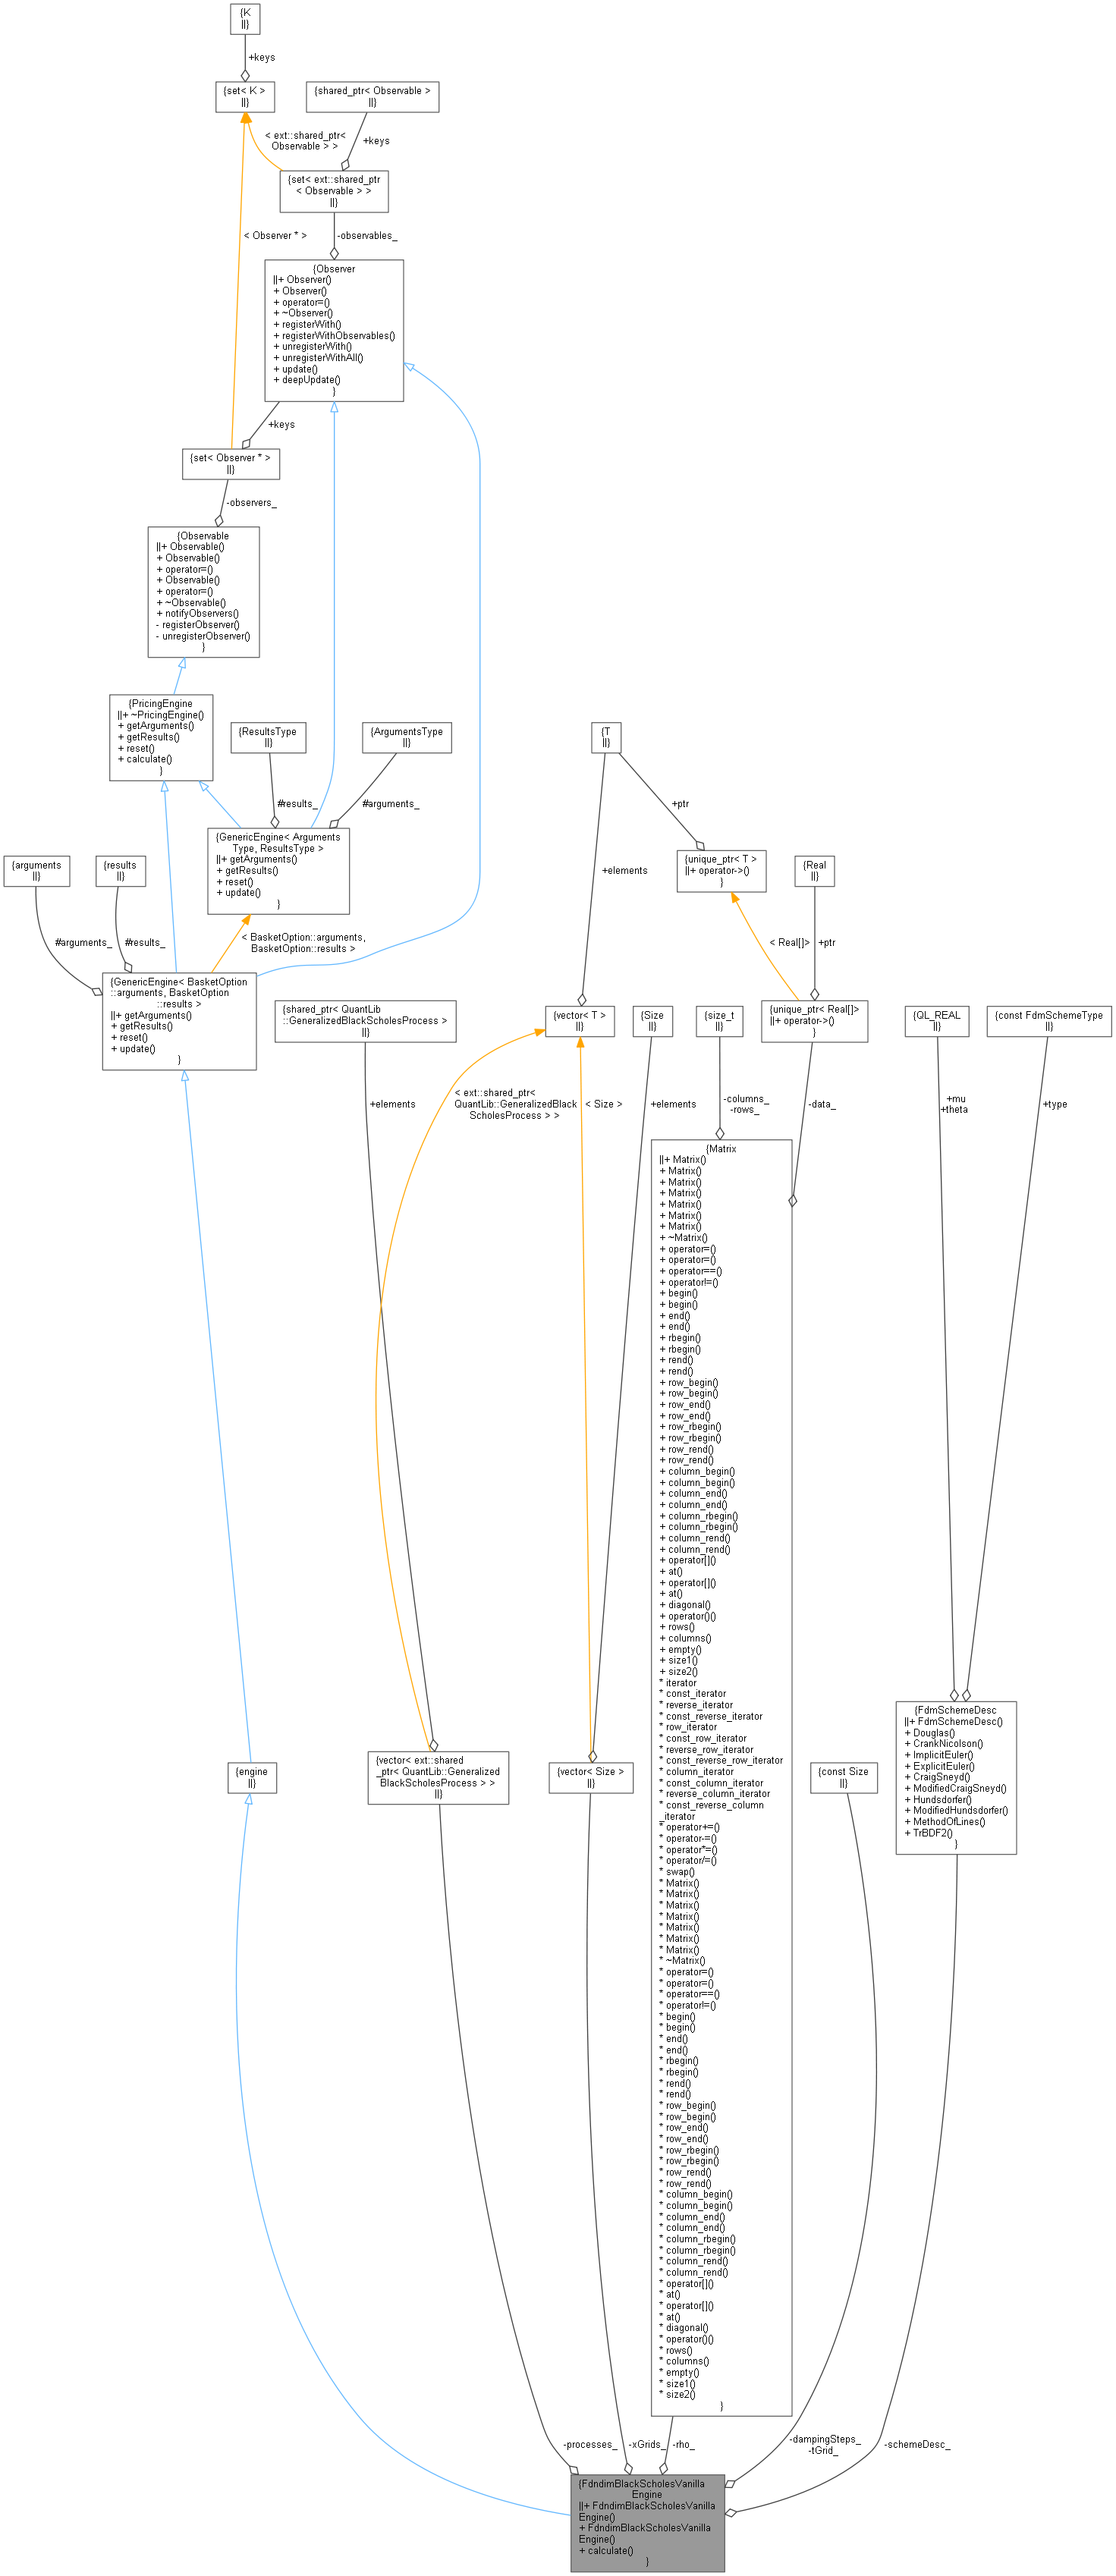 {K
||}
+keys
{set< K >
||}
{shared_ptr< Observable >
||}
< ext::shared_ptr<
Observable > >
+keys
{set< ext::shared_ptr
< Observable > >
||}
< Observer * >
-observables_
{Observer
||+ Observer()
+ Observer()
+ operator=()
+ ~Observer()
+ registerWith()
+ registerWithObservables()
+ unregisterWith()
+ unregisterWithAll()
+ update()
+ deepUpdate()
}
+keys
{set< Observer * >
||}
-observers_
{Observable
||+ Observable()
+ Observable()
+ operator=()
+ Observable()
+ operator=()
+ ~Observable()
+ notifyObservers()
- registerObserver()
- unregisterObserver()
}
{PricingEngine
||+ ~PricingEngine()
+ getArguments()
+ getResults()
+ reset()
+ calculate()
}
{ResultsType
||}
{ArgumentsType
||}
{T
||}
#results_
#arguments_
+ptr
{GenericEngine< Arguments
Type, ResultsType >
||+ getArguments()
+ getResults()
+ reset()
+ update()
}
{arguments
||}
{results
||}
+elements
{unique_ptr< T >
||+ operator->()
}
{Real
||}
#arguments_
#results_
< BasketOption::arguments,
BasketOption::results >
< Real[]>
+ptr
{GenericEngine< BasketOption
::arguments, BasketOption
::results >
||+ getArguments()
+ getResults()
+ reset()
+ update()
}
{shared_ptr< QuantLib
::GeneralizedBlackScholesProcess >
||}
{vector< T >
||}
{Size
||}
{size_t
||}
{unique_ptr< Real[]>
||+ operator->()
}
{QL_REAL
||}
{const FdmSchemeType
||}
+elements
< ext::shared_ptr<
QuantLib::GeneralizedBlack
ScholesProcess > >
< Size >
+elements
-columns_
-rows_
-data_
+mu
+theta
+type
{Matrix
||+ Matrix()
+ Matrix()
+ Matrix()
+ Matrix()
+ Matrix()
+ Matrix()
+ Matrix()
+ ~Matrix()
+ operator=()
+ operator=()
+ operator==()
+ operator!=()
+ begin()
+ begin()
+ end()
+ end()
+ rbegin()
+ rbegin()
+ rend()
+ rend()
+ row_begin()
+ row_begin()
+ row_end()
+ row_end()
+ row_rbegin()
+ row_rbegin()
+ row_rend()
+ row_rend()
+ column_begin()
+ column_begin()
+ column_end()
+ column_end()
+ column_rbegin()
+ column_rbegin()
+ column_rend()
+ column_rend()
+ operator[]()
+ at()
+ operator[]()
+ at()
+ diagonal()
+ operator()()
+ rows()
+ columns()
+ empty()
+ size1()
+ size2()
* iterator
* const_iterator
* reverse_iterator
* const_reverse_iterator
* row_iterator
* const_row_iterator
* reverse_row_iterator
* const_reverse_row_iterator
* column_iterator
* const_column_iterator
* reverse_column_iterator
* const_reverse_column
_iterator
* operator+=()
* operator-=()
* operator*=()
* operator/=()
* swap()
* Matrix()
* Matrix()
* Matrix()
* Matrix()
* Matrix()
* Matrix()
* Matrix()
* ~Matrix()
* operator=()
* operator=()
* operator==()
* operator!=()
* begin()
* begin()
* end()
* end()
* rbegin()
* rbegin()
* rend()
* rend()
* row_begin()
* row_begin()
* row_end()
* row_end()
* row_rbegin()
* row_rbegin()
* row_rend()
* row_rend()
* column_begin()
* column_begin()
* column_end()
* column_end()
* column_rbegin()
* column_rbegin()
* column_rend()
* column_rend()
* operator[]()
* at()
* operator[]()
* at()
* diagonal()
* operator()()
* rows()
* columns()
* empty()
* size1()
* size2()
}
{engine
||}
{vector< ext::shared
_ptr< QuantLib::Generalized
BlackScholesProcess > >
||}
{vector< Size >
||}
{const Size
||}
{FdmSchemeDesc
||+ FdmSchemeDesc()
+ Douglas()
+ CrankNicolson()
+ ImplicitEuler()
+ ExplicitEuler()
+ CraigSneyd()
+ ModifiedCraigSneyd()
+ Hundsdorfer()
+ ModifiedHundsdorfer()
+ MethodOfLines()
+ TrBDF2()
}
-processes_
-xGrids_
-rho_
-dampingSteps_
-tGrid_
-schemeDesc_
{FdndimBlackScholesVanilla
Engine
||+ FdndimBlackScholesVanilla
Engine()
+ FdndimBlackScholesVanilla
Engine()
+ calculate()
}